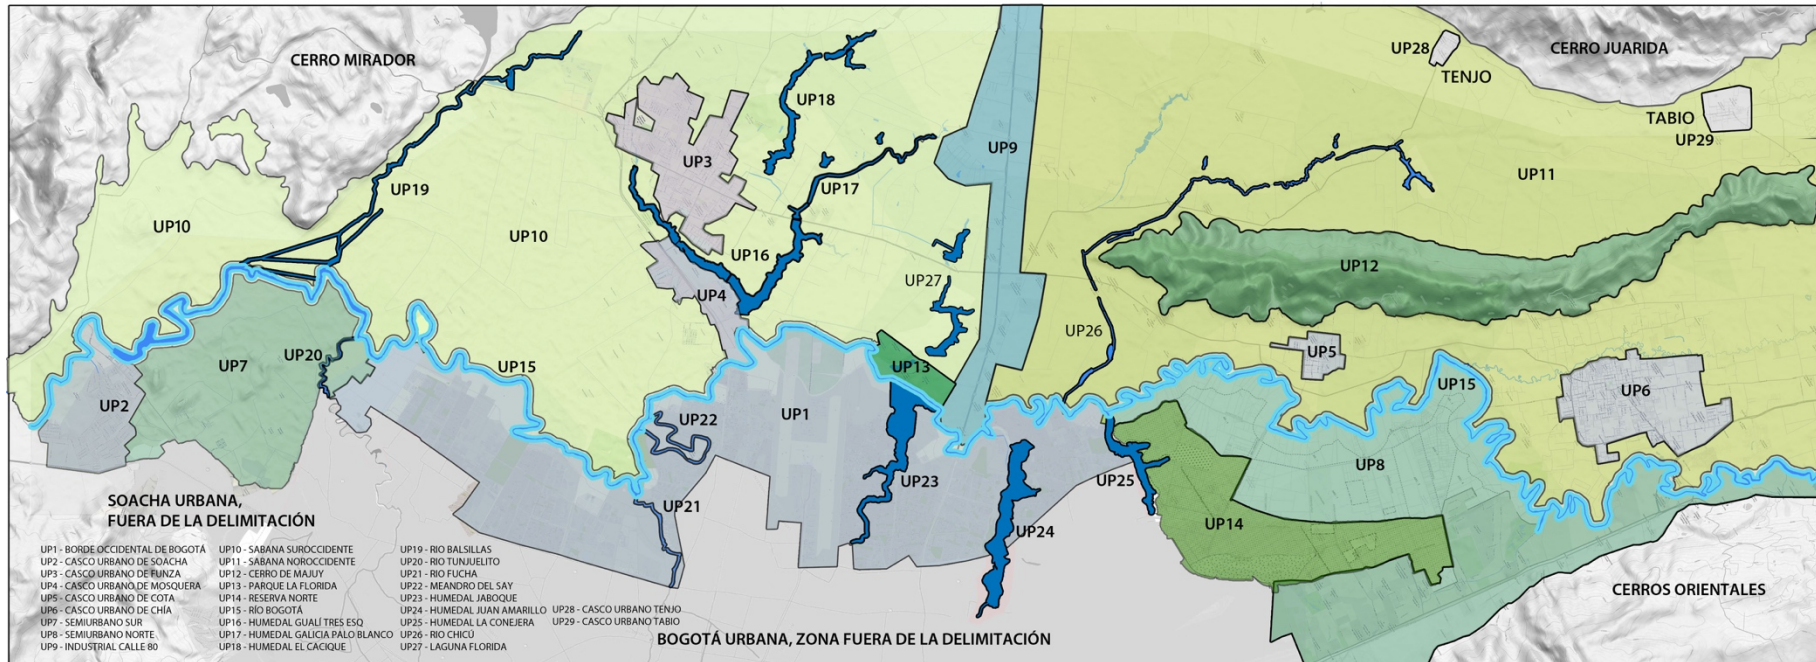 CERRO MIRADOR
CERRO JUARIDA
UP28
TENJO
TABIO
UP29
UP18
UP3
UP9
UP19
UP17
UP11
UP10
UP10
UP16
UP12
UP4
UP27
UP26
UP20
UP7
UP15
UP13
UP5
UP15
UP6
UP2
UP22
UP1
UP8
UP23
UP25
UP21
UP24
UP14
SOACHA URBANA,
FUERA DE LA DELIMITACIÓN
UP1 - BORDE OCCIDENTAL DE BOGOTÁ
UP2 - CASCO URBANO DE SOACHA
UP3 - CASCO URBANO DE FUNZA
UP4 - CASCO URBANO DE MOSQUERA
UP5 - CASCO URBANO DE COTA
UP6 - CASCO URBANO DE CHÍA
UP7 - SEMIURBANO SUR
UP8 - SEMIURBANO NORTE
UP9 - INDUSTRIAL CALLE 80
UP10 - SABANA SUROCCIDENTE
UP11 - SABANA NOROCCIDENTE
UP12 - CERRO DE MAJUY
UP13 - PARQUE LA FLORIDA
UP14 - RESERVA NORTE
UP15 - RÍO BOGOTÁ
UP16 - HUMEDAL GUALÍ TRES ESQ
UP17 - HUMEDAL GALICIA PALO BLANCO
UP18 - HUMEDAL EL CACIQUE
UP19 - RIO BALSILLAS
UP20 - RIO TUNJUELITO
UP21 - RIO FUCHA
UP22 - MEANDRO DEL SAY
UP23 - HUMEDAL JABOQUE
UP24 - HUMEDAL JUAN AMARILLO
UP25 - HUMEDAL LA CONEJERA
UP26 - RIO CHICÚ
UP27 - LAGUNA FLORIDA
UP28 - CASCO URBANO TENJO
UP29 - CASCO URBANO TABIO
BOGOTÁ URBANA, ZONA FUERA DE LA DELIMITACIÓN
CERROS ORIENTALES